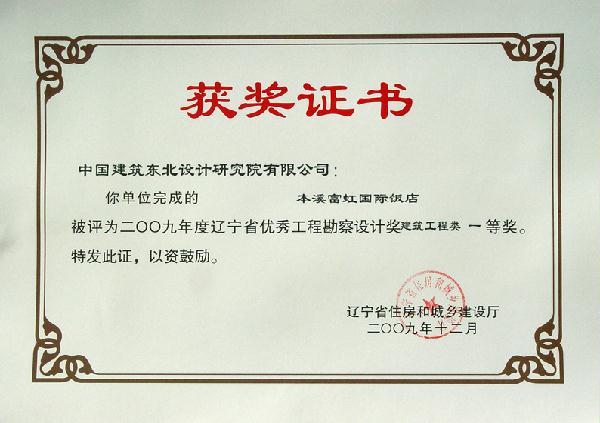 获奖证书
中国建筑东北设计研究院有限公司：
你单位完成的 本溪富虹国际饭店
被评为二〇〇九年度辽宁省优秀工程勘察设计奖建筑工程类 一等奖。
特发此证，以资鼓励。
辽宁省住房和城乡建设厅
二〇〇九年十二月